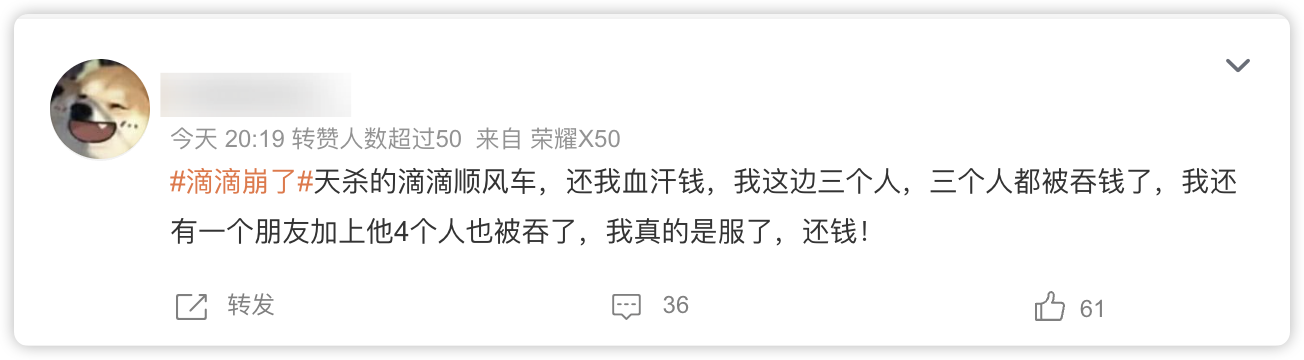 今天 20:19 转赞人数超过50 来自 荣耀X50
#滴滴崩了#天杀的滴滴顺风车，还我血汗钱，我这边三个人，三个人都被吞钱了，我还
有一个朋友加上他4个人也被吞了，我真的是服了，还钱！
转发 36 61